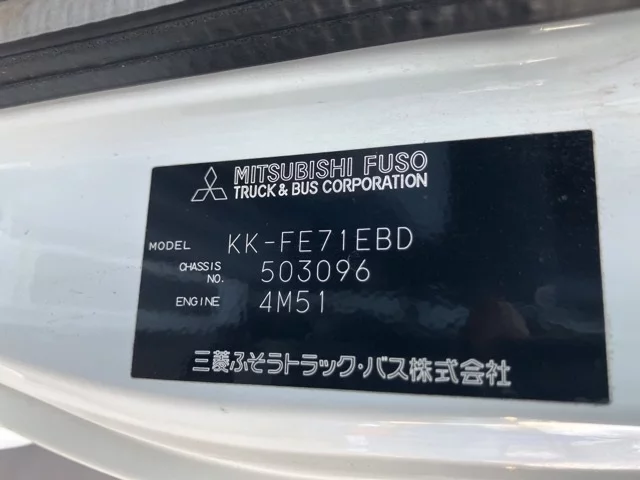 MITSUBISHI FUSO
TRUCK & BUS CORPORATION
MODEL KK-FE71EBD
CHASSIS NO. 503096
ENGINE 4M51
三菱ふそうトラック・バス株式会社